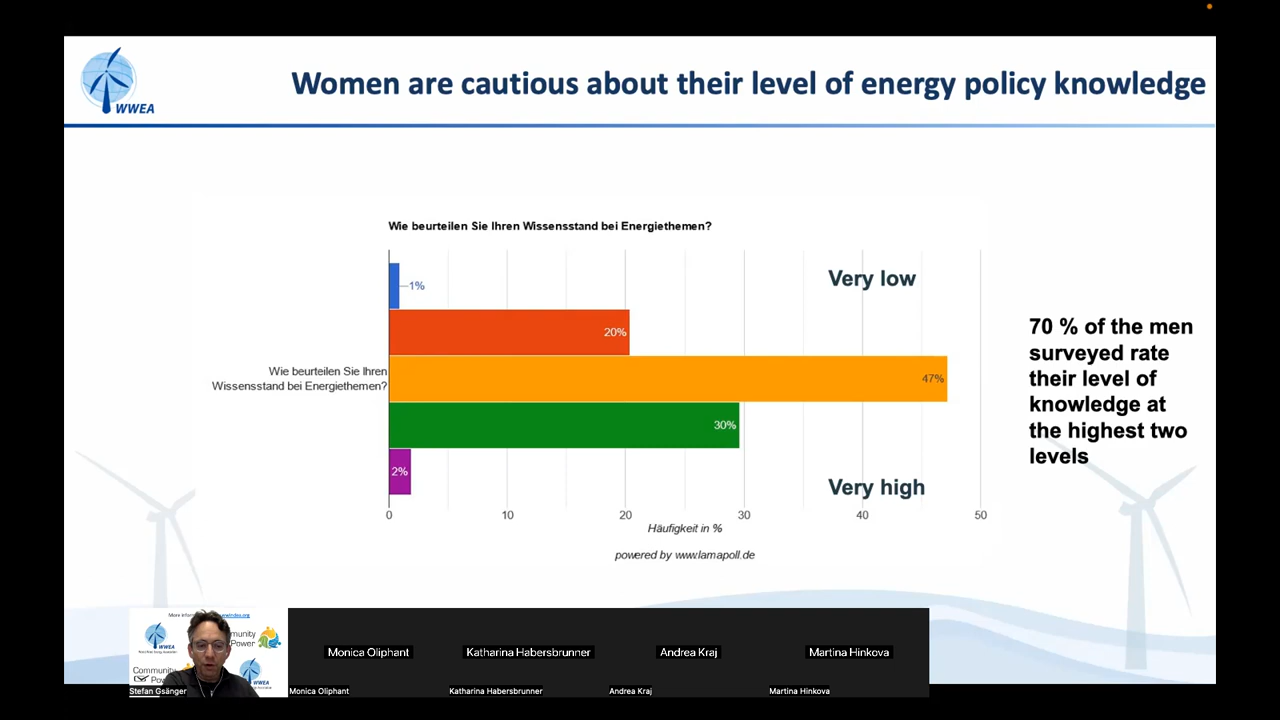 WWEA
Women are cautious about their level of energy policy knowledge
Wie beurteilen Sie Ihren Wissensstand bei Energiethemen?
1%
20%
47%
30%
2%
Wie beurteilen Sie Ihren
Wissensstand bei Energiethemen?
Very low
Very high
0 10 20 30 40 50
Häufigkeit in %
powered by www.lamapoll.de
70 % of the men
surveyed rate
their level of
knowledge at
the highest two
levels
More
WWEA
Community
WWEA
Stefan Gsänger
Monica Oliphant
Katharina Habersbrunner
Andrea Kraj
Martina Hinkova
Monica Oliphant
Katharina Habersbrunner
Andrea Kraj
Martina Hinkova